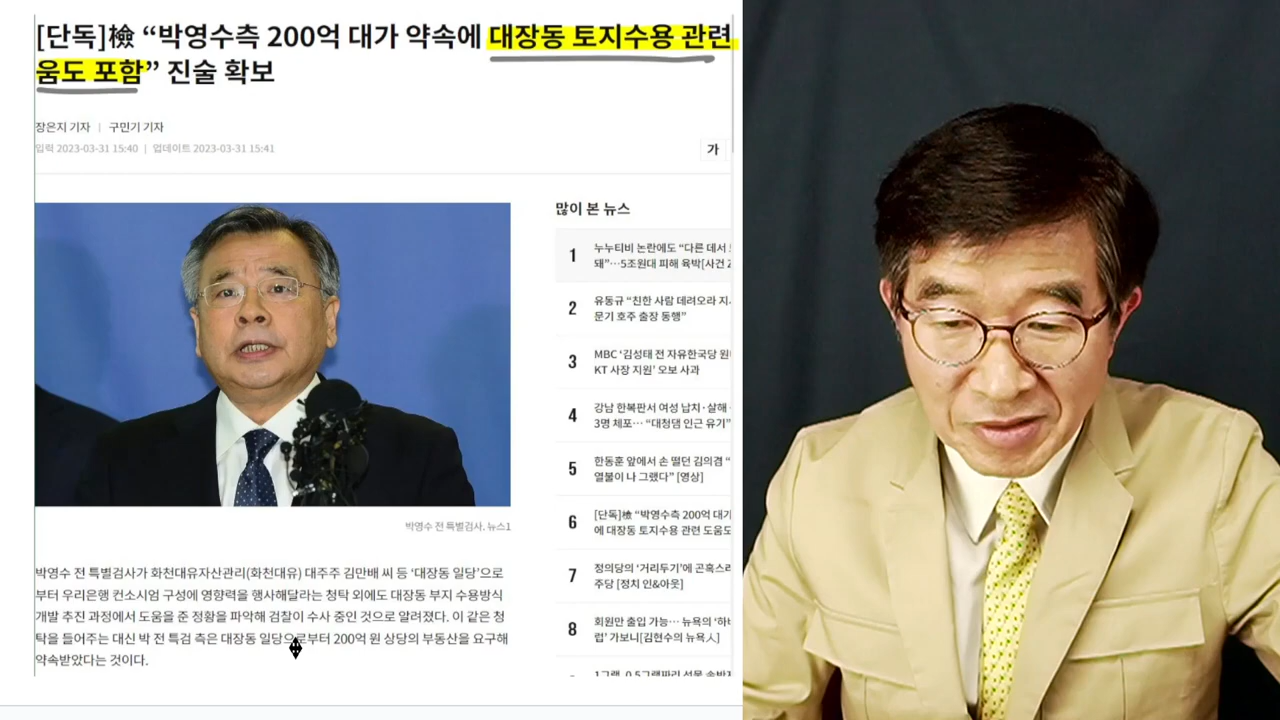 [단독]檢 “박영수측 200억 대가 약속에 대장동 토지수용 관련
움도 포함” 진술 확보
장은지 기자 | 구민기 기자
입력 2023-03-31 15:40 | 업데이트 2023-03-31 15:41
가
박영수 전 특별검사. 뉴스1
박영수 전 특별검사가 화천대유자산관리(화천대유) 대주주 김만배 씨 등 ‘대장동 일당’으로
부터 우리은행 컨소시엄 구성에 영향력을 행사해달라는 청탁 외에도 대장동 부지 수용방식
개발 추진 과정에서 도움을 준 정황을 파악해 검찰이 수사 중인 것으로 알려졌다. 이 같은 청
탁을 들어주는 대신 박 전 특검 측은 대장동 일당으로부터 200억 원 상당의 부동산을 요구해
약속받았다는 것이다.
많이 본 뉴스
1 누누티비 논란에도 “다른 데서
돼”…5조원대 피해 육박[사건
2 유동규 “친한 사람 데려오라
문기 호주 출장 동행”
3 MBC ‘김성태 전 자유한국당
KT 사장 지원’ 오보 사과
4 강남 한복판서 여성 납치·살해
3명 체포… “대청댐 인근 유기”
5 한동훈 앞에서 손 떨던 김의겸 “
열불이 나 그랬다” [영상]
6 [단독]檢 “박영수측 200억 대가
에 대장동 토지수용 관련
7 정의당의 ‘거리두기’에
주당 [정치 인&아웃]
8 회원만 출입 가능… 뉴욕의
럽’ 가보니[김현수의 뉴욕人]